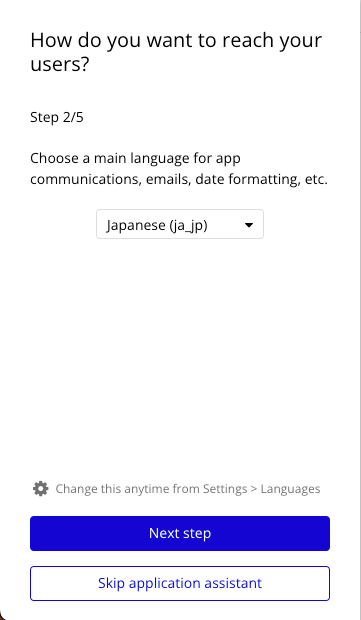 How do you want to reach your
users?
Step 2/5
Choose a main language for app
communications, emails, date formatting, etc.
Japanese (ja_jp)
Change this anytime from Settings > Languages
Next step
Skip application assistant